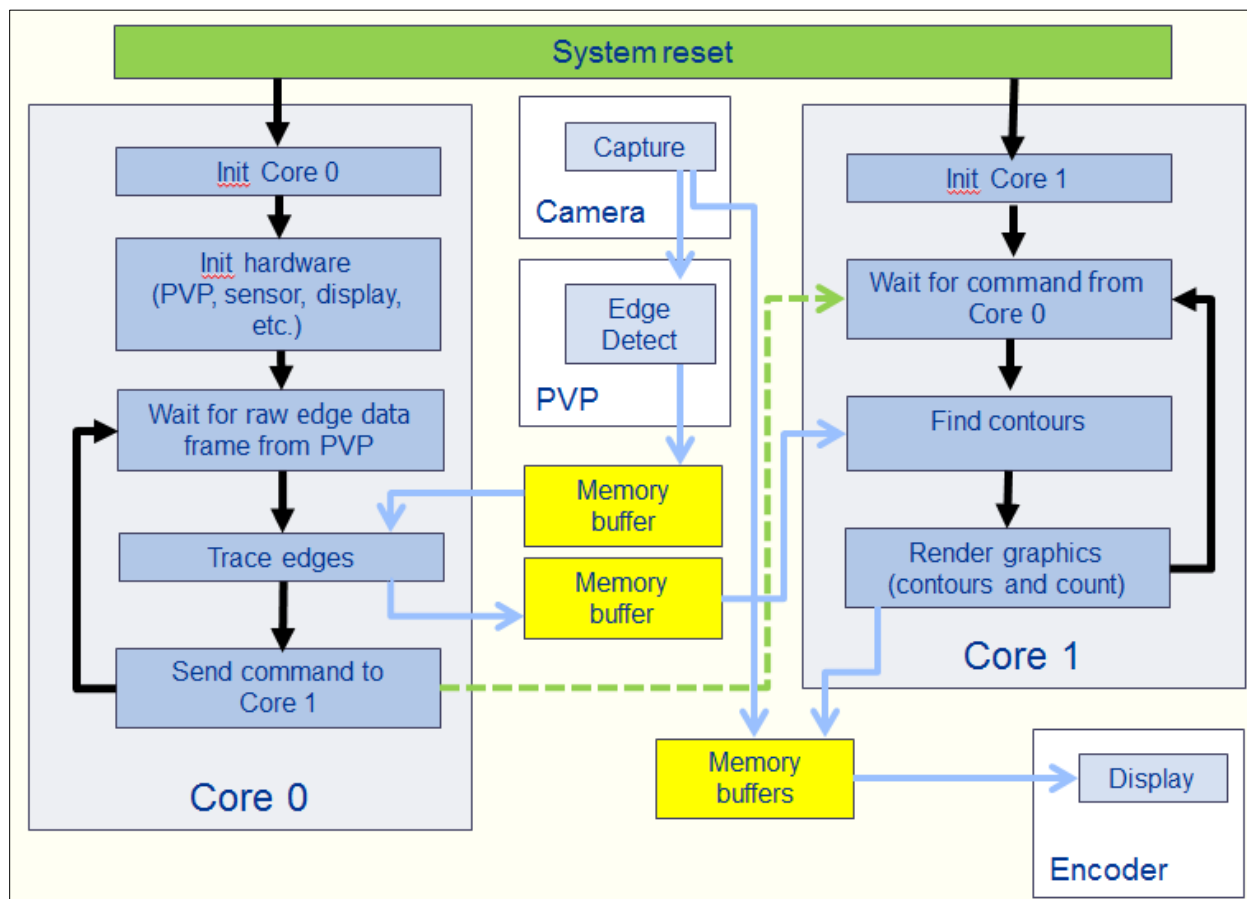 System reset
Init Core 0
Init hardware
(PVP, sensor, display,
etc.)
Wait for raw edge data
frame from PVP
Trace edges
Send command to
Core 1
Core 0
Capture
Camera
Edge
Detect
PVP
Memory
buffer
Memory
buffer
Memory
buffers
Init Core 1
Wait for command from
Core 0
Find contours
Render graphics
(contours and count)
Core 1
Display
Encoder